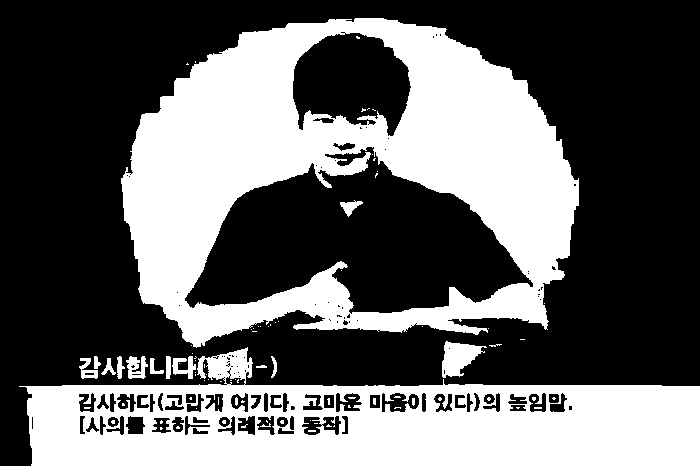 감사합니다(感謝-)
감사하다(고맙게 여기다. 고마운 마음이 있다)의 높임말.
[사의를 표하는 의례적인 동작]